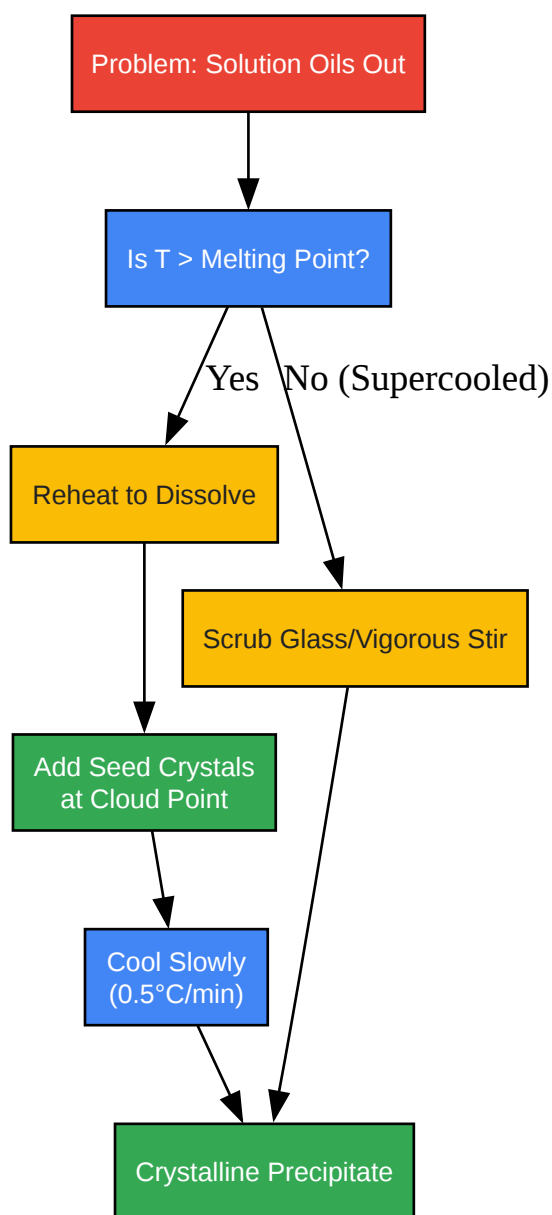 Problem: Solution Oils Out
Is T > Melting Point?
Yes
No (Supercooled)
Reheat to Dissolve
Scrub Glass/Vigorous Stir
Add Seed Crystals
at Cloud Point
Cool Slowly
(0.5°C/min)
Crystalline Precipitate